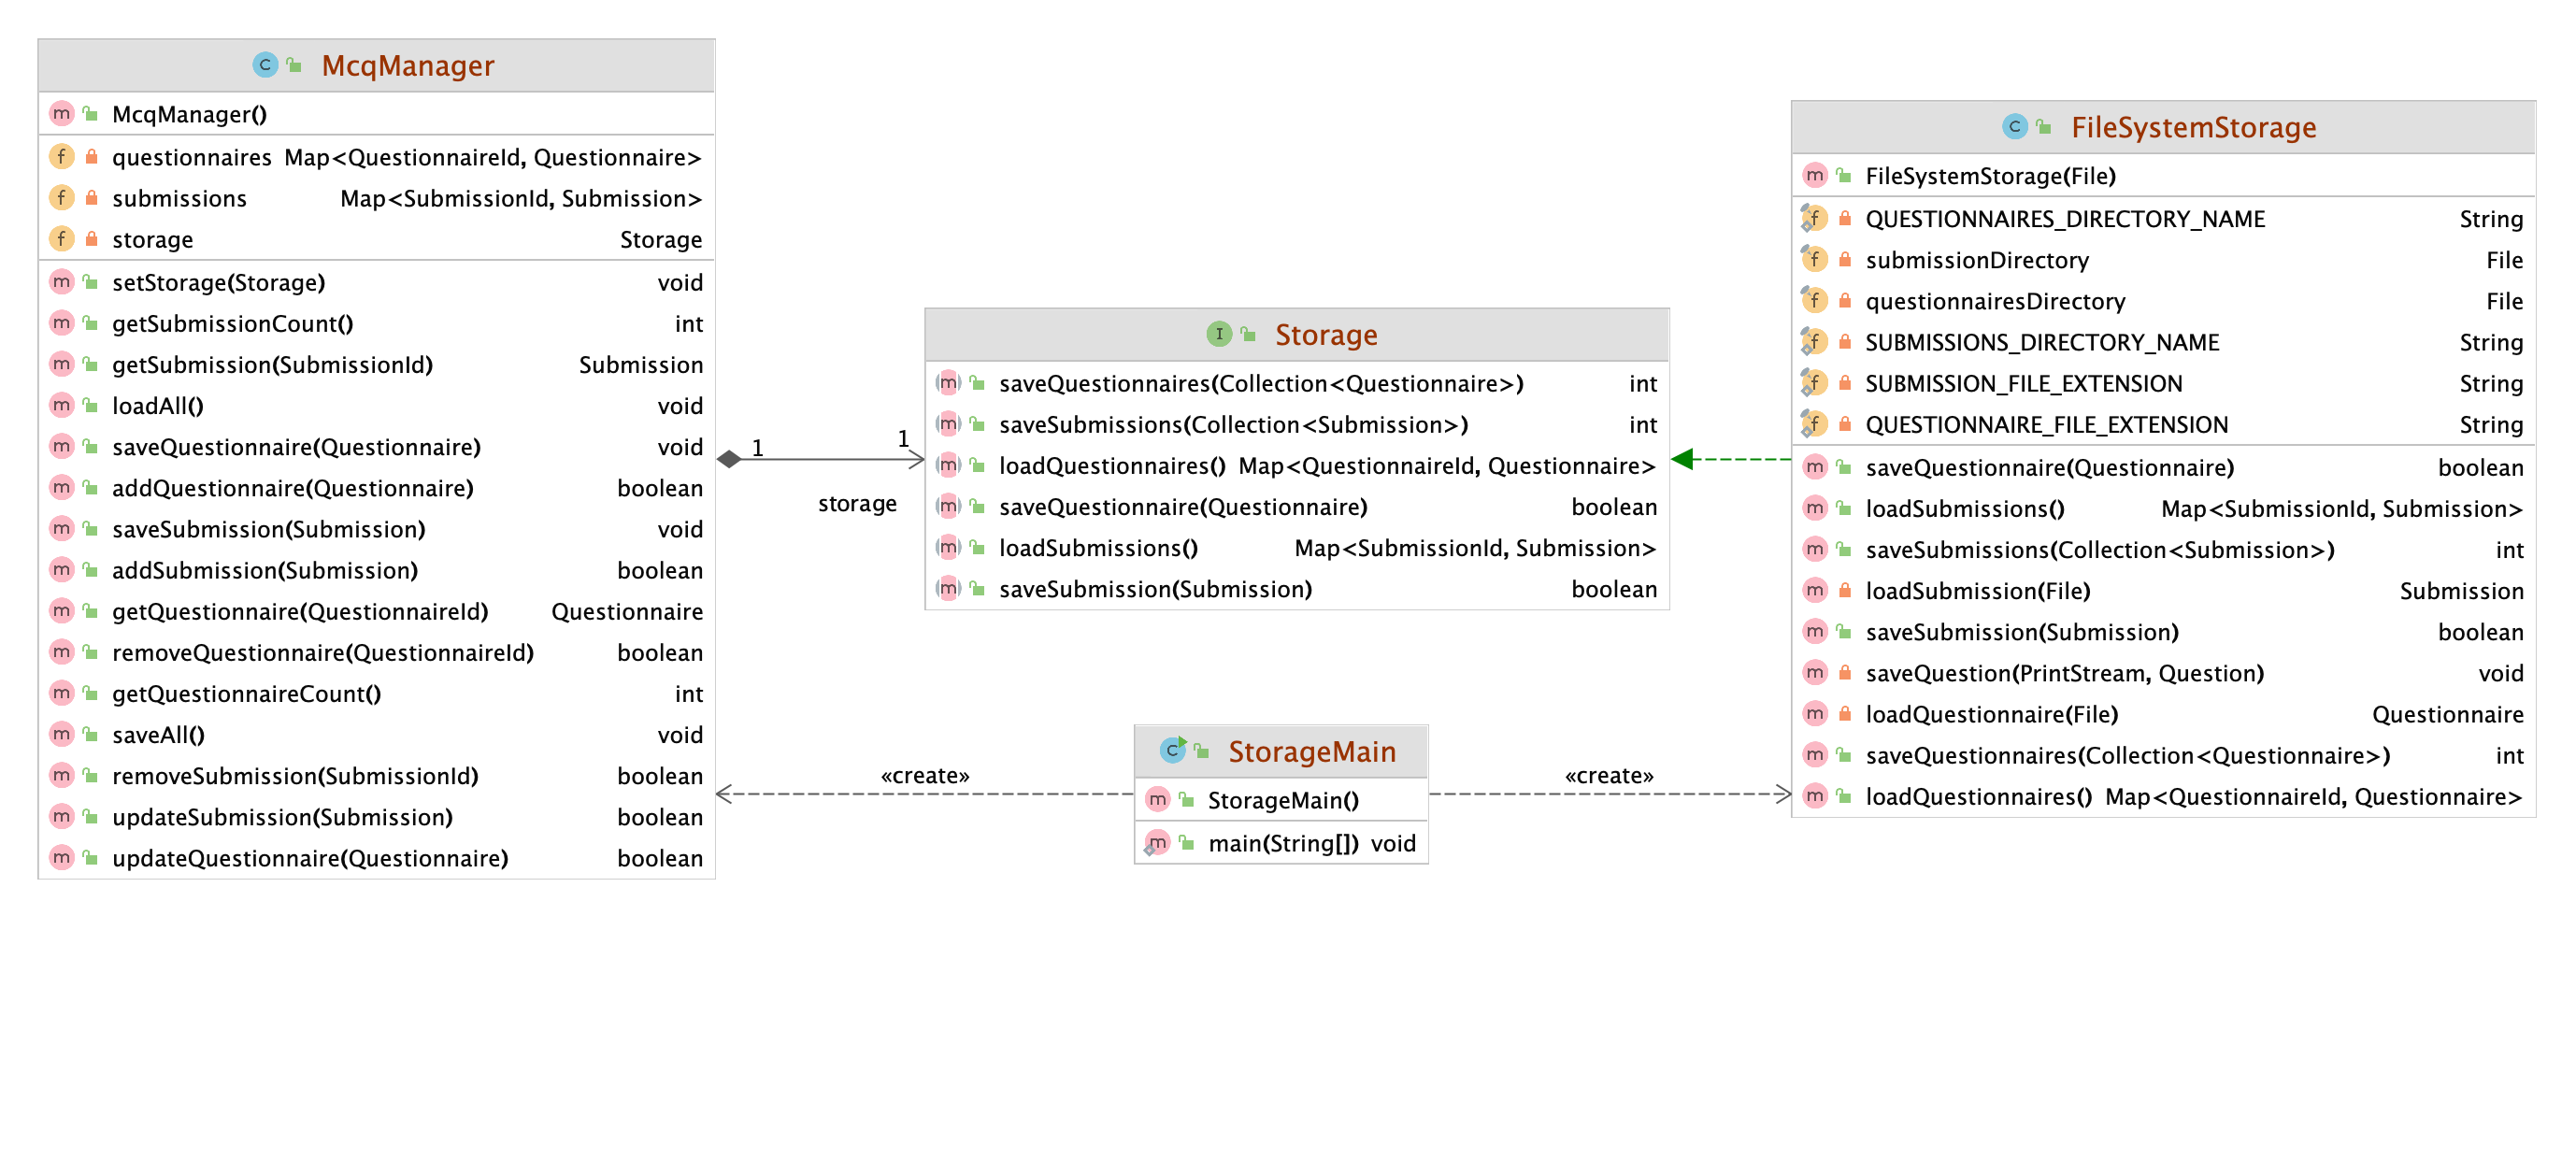 McqManager
McqManager()
questionnaires Map<QuestionnaireId, Questionnaire>
submissions Map<SubmissionId, Submission>
storage Storage
setStorage(Storage) void
getSubmissionCount() int
getSubmission(SubmissionId) Submission
loadAll() void
saveQuestionnaire(Questionnaire) void
addQuestionnaire(Questionnaire) boolean
saveSubmission(Submission) void
addSubmission(Submission) boolean
getQuestionnaire(QuestionnaireId) Questionnaire
removeQuestionnaire(QuestionnaireId) boolean
getQuestionnaireCount() int
saveAll() void
removeSubmission(SubmissionId) boolean
updateSubmission(Submission) boolean
updateQuestionnaire(Questionnaire) boolean
1
1
storage
Storage
saveQuestionnaires(Collection<Questionnaire>) int
saveSubmissions(Collection<Submission>) int
loadQuestionnaires() Map<QuestionnaireId, Questionnaire>
saveQuestionnaire(Questionnaire) boolean
loadSubmissions() Map<SubmissionId, Submission>
saveSubmission(Submission) boolean
«create»
StorageMain
StorageMain()
main(String[]) void
«create»
FileSystemStorage
FileSystemStorage(File)
QUESTIONNAIRES_DIRECTORY_NAME String
submissionDirectory File
questionnairesDirectory File
SUBMISSIONS_DIRECTORY_NAME String
SUBMISSION_FILE_EXTENSION String
QUESTIONNAIRE_FILE_EXTENSION String
saveQuestionnaire(Questionnaire) boolean
loadSubmissions() Map<SubmissionId, Submission>
saveSubmissions(Collection<Submission>) int
loadSubmission(File) Submission
saveSubmission(Submission) boolean
saveQuestion(PrintStream, Question) void
loadQuestionnaire(File) Questionnaire
saveQuestionnaires(Collection<Questionnaire>) int
loadQuestionnaires() Map<QuestionnaireId, Questionnaire>